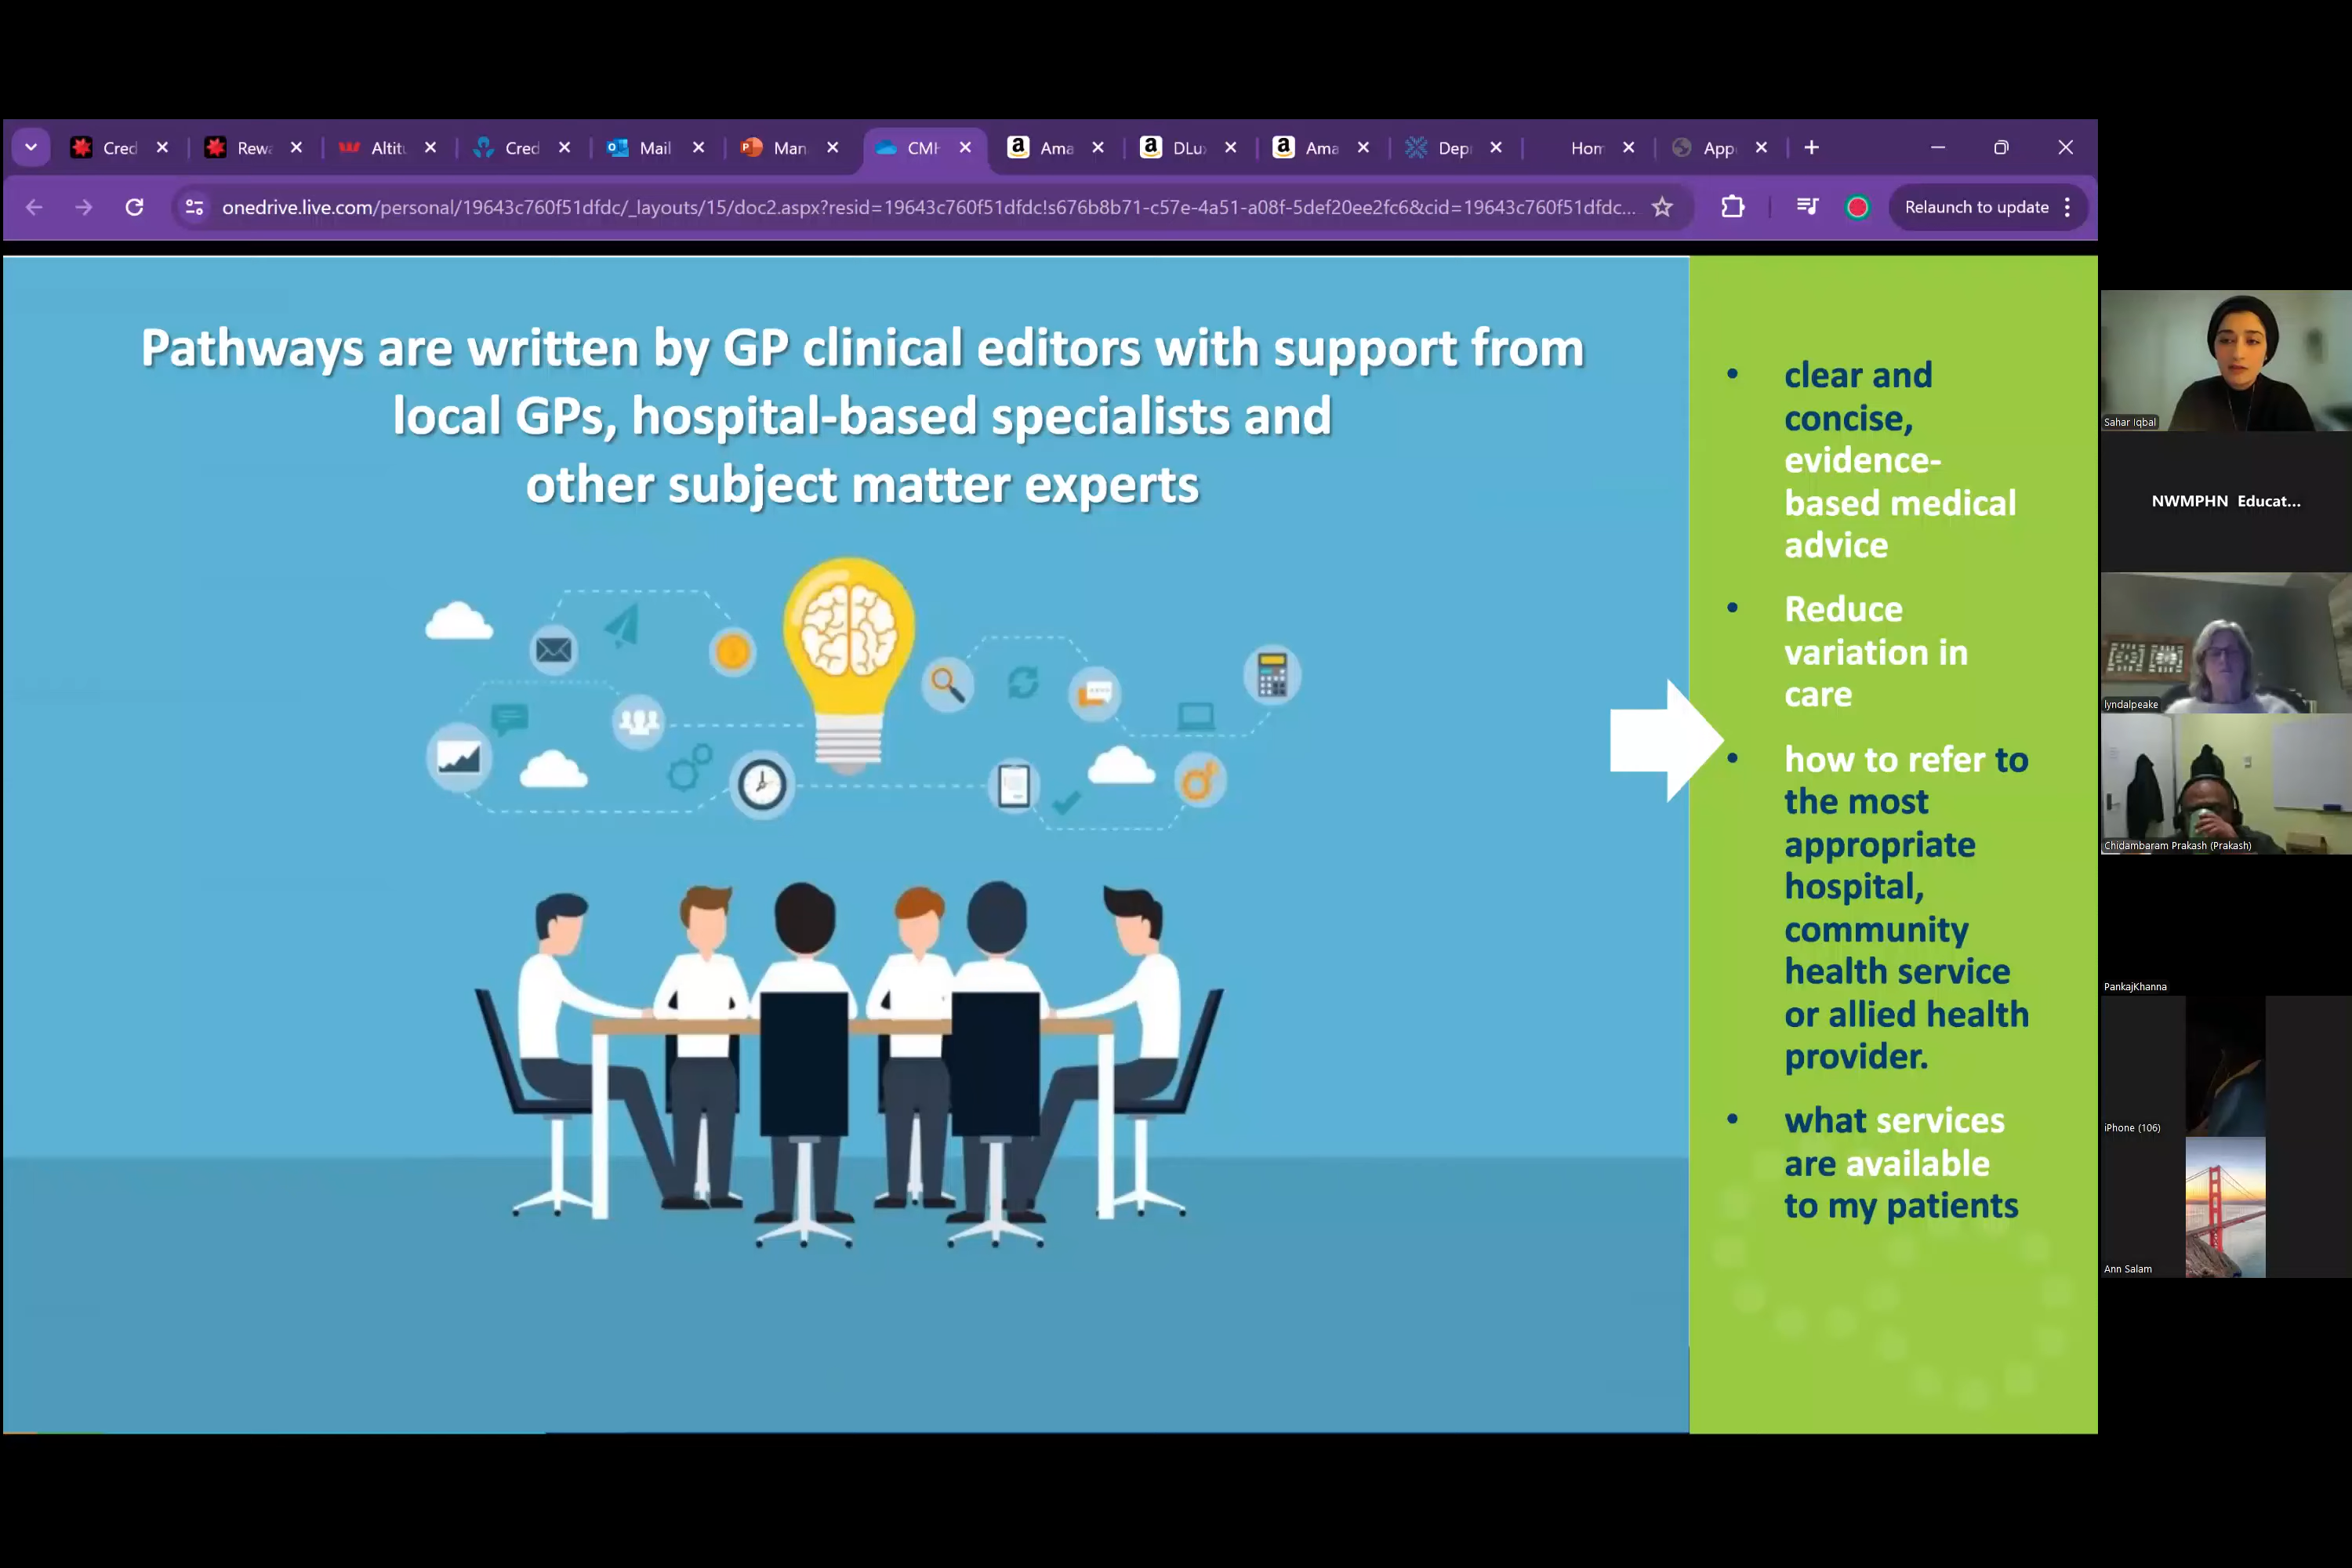 Cred
Rew
Altit
Cred
Mail
Man
CMH
Ama
DLu
Ama
Dep
Hom
App
onedrive.live.com/personal/19643c760f51dfdc/_layouts/15/doc2.aspx?resid=19643c760f51dfdc!s676b8b71-c57e-4a51-a08f-5def20ee2fc6&cid=19643c760f51dfdc...
Relaunch to update
Pathways are written by GP clinical editors with support from
local GPs, hospital-based specialists and
other subject matter experts
• clear and
concise,
evidence-
based medical
advice
• Reduce
variation in
care
• how to refer to
the most
appropriate
hospital,
community
health service
or allied health
provider.
• what services
are available
to my patients
Sahar Iqbal
NWMPHN Educat...
lyndalpeake
Chidambaram Prakash (Prakash)
PankajKhanna
iPhone (106)
Ann Salam